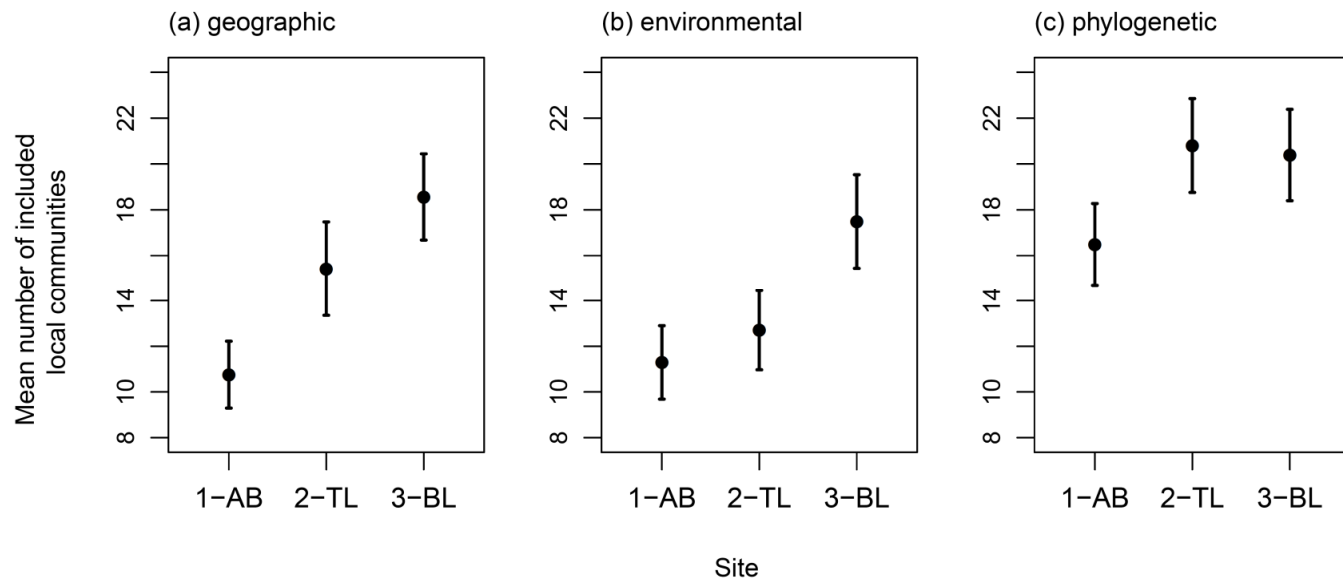 (a) geographic
(b) environmental
(c) phylogenetic
Mean number of included
local communities
22
18
14
10
8
22
18
14
10
8
22
18
14
10
8
1−AB 2−TL 3−BL
1−AB 2−TL 3−BL
1−AB 2−TL 3−BL
Site